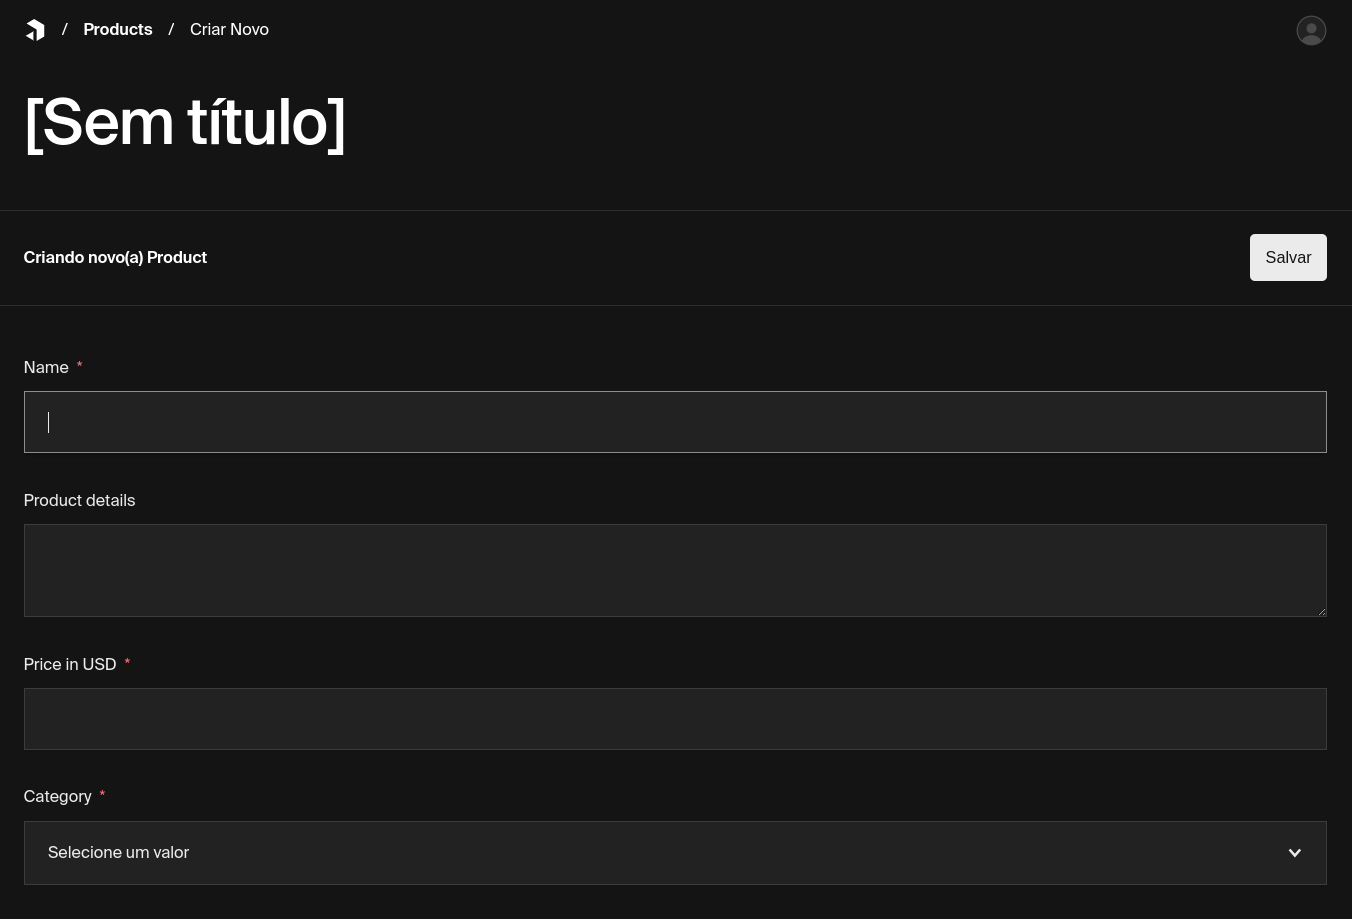 / Products / Criar Novo
[Sem título]
Criando novo(a) Product
Salvar
Name *
Product details
Price in USD *
Category *
Selecione um valor